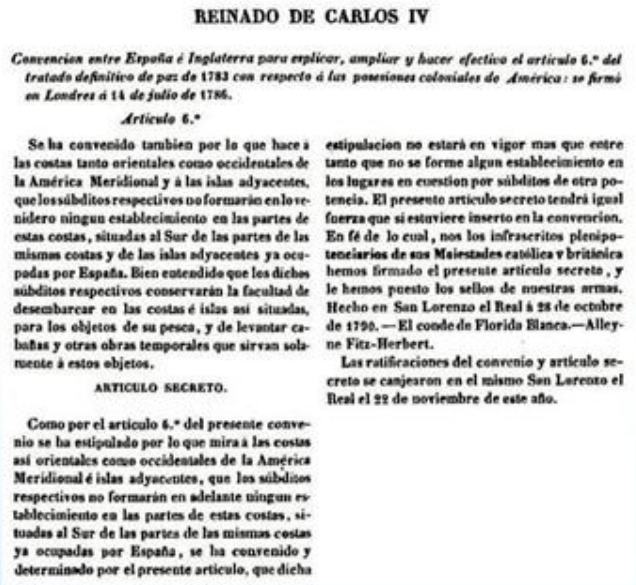 REINADO DE CARLOS IV
Convencion entre España é Inglaterra para esplicar, ampliar y hacer efectivo el artículo 6.º del
tratado definitivo de paz de 1783 con respecto á las posesiones coloniales de América: se firmó
en Londres á 14 de julio de 1786.
Artículo 6.º
Se ha convenido tambien por lo que hace á
las costas tanto orientales como occidentales de
la América Meridional y á las islas adyacentes,
que los súbditos respectivos no formarán en lo ve-
nidero ningun establecimiento en las partes de
estas costas, situadas al Sur de las partes de las
mismas costas y de las islas adyacentes ya ocu-
padas por España. Bien entendido que los dichos
súbditos respectivos conservarán la facultad de
desembarcar en las costas é islas así situadas,
para los objetos de su pesca, y de levantar ca-
bañas y otras obras temporales que sirvan sola-
mente á estos objetos.
ARTICULO SECRETO.
Como por el artículo 6.º del presente conve-
nio se ha estipulado por lo que mira á las costas
así orientales como occidentales de la América
Meridional é islas adyacentes, que los súbditos
respectivos no formarán en adelante ningun es-
tablecimiento en las partes de estas costas, si-
tuadas al Sur de las partes de las mismas costas
ya ocupadas por España, se ha convenido y
determinado por el presente artículo, que dicha
estipulacion no estará en vigor mas que entre
tanto que no se forme algun establecimiento en
los lugares en cuestion por súbditos de otra po-
tencia. El presente artículo secreto tendrá igual
fuerza que si estuviere inserto en la convencion.
En fé de lo cual, nos los infrascritos plenipo-
tenciarios de sus Majestades católica y británica
hemos firmado el presente artículo secreto, y
le hemos puesto los sellos de nuestras armas.
Hecho en San Lorenzo el Real á 28 de octubre
de 1790.—El conde de Florida Blanca.—Alley-
ne Fitz-Herbert.
Las ratificaciones del convenio y artículo se-
creto se canjearon en el mismo San Lorenzo el
Real el 22 de noviembre de este año.